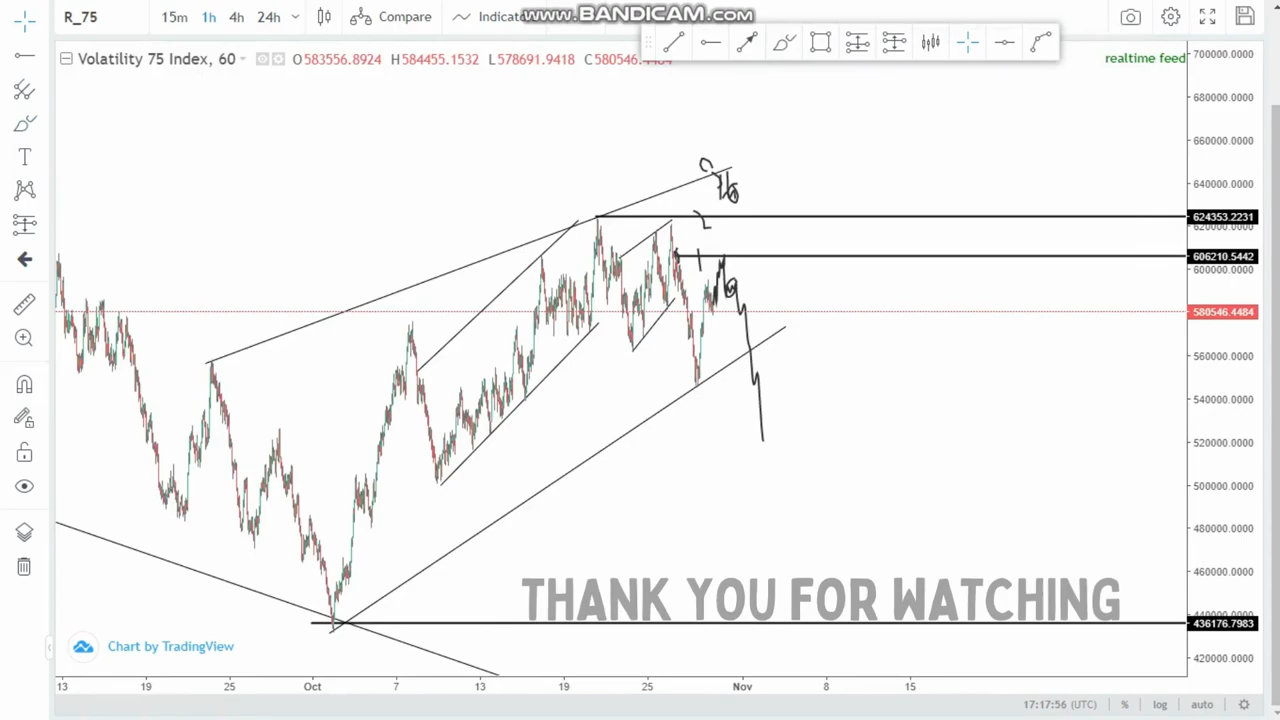 R_75 15m 1h 4h 24h Compare www.BANDICAM.com
Volatility 75 Index, 60 O583556.8924 H584455.1532 L578691.9418
realtime feed
700000.0000
680000.0000
660000.0000
640000.0000
624353.2231
620000.0000
2
606210.5442
1
600000.0000
580546.4484
560000.0000
540000.0000
520000.0000
500000.0000
480000.0000
460000.0000
THANK YOU FOR WATCHING
440000.0000
436176.7983
Chart by TradingView
420000.0000
13 19 25 Oct 7 13 19 25 Nov 8 15
17:17:56 (UTC) % log auto